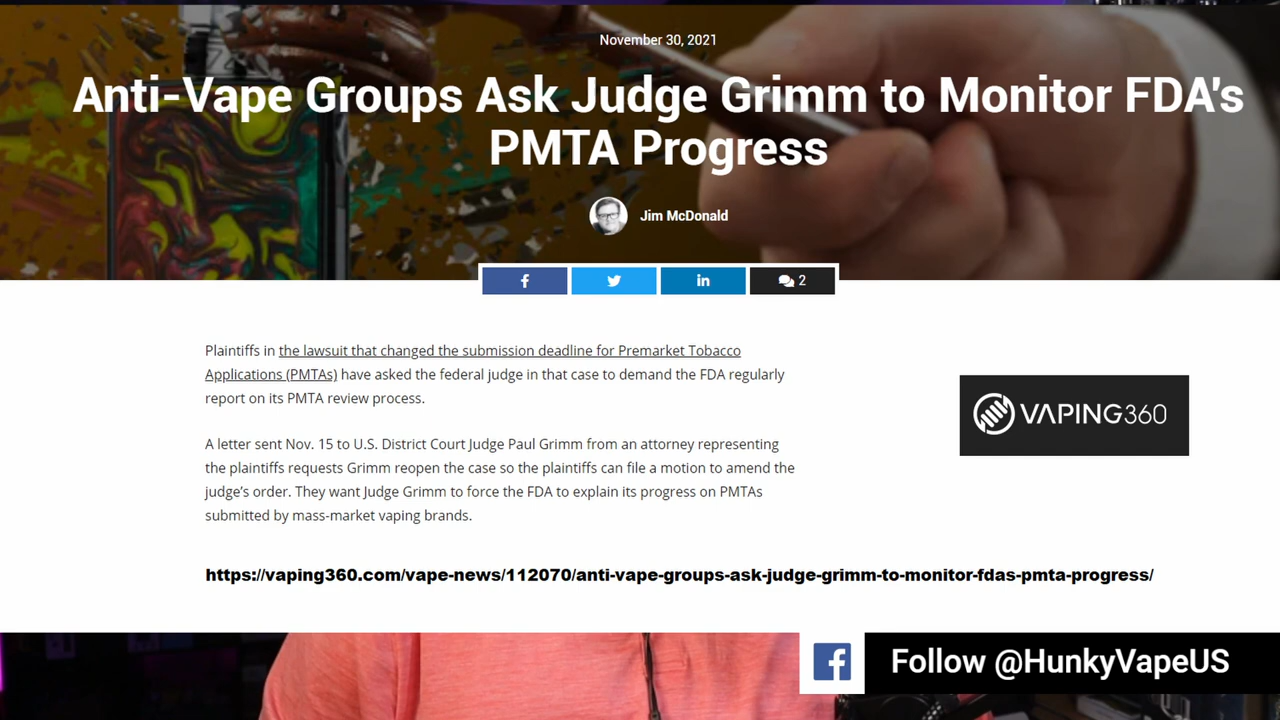 November 30, 2021
Anti-Vape Groups Ask Judge Grimm to Monitor FDA's
PMTA Progress
Jim McDonald
2
Plaintiffs in the lawsuit that changed the submission deadline for Premarket Tobacco
Applications (PMTAs) have asked the federal judge in that case to demand the FDA regularly
report on its PMTA review process.
VAPING360
A letter sent Nov. 15 to U.S. District Court Judge Paul Grimm from an attorney representing
the plaintiffs requests Grimm reopen the case so the plaintiffs can file a motion to amend the
judge's order. They want Judge Grimm to force the FDA to explain its progress on PMTAs
submitted by mass-market vaping brands.
https://vaping360.com/vape-news/112070/anti-vape-groups-ask-judge-grimm-to-monitor-fdas-pmta-progress/
Follow @HunkyVapeUS